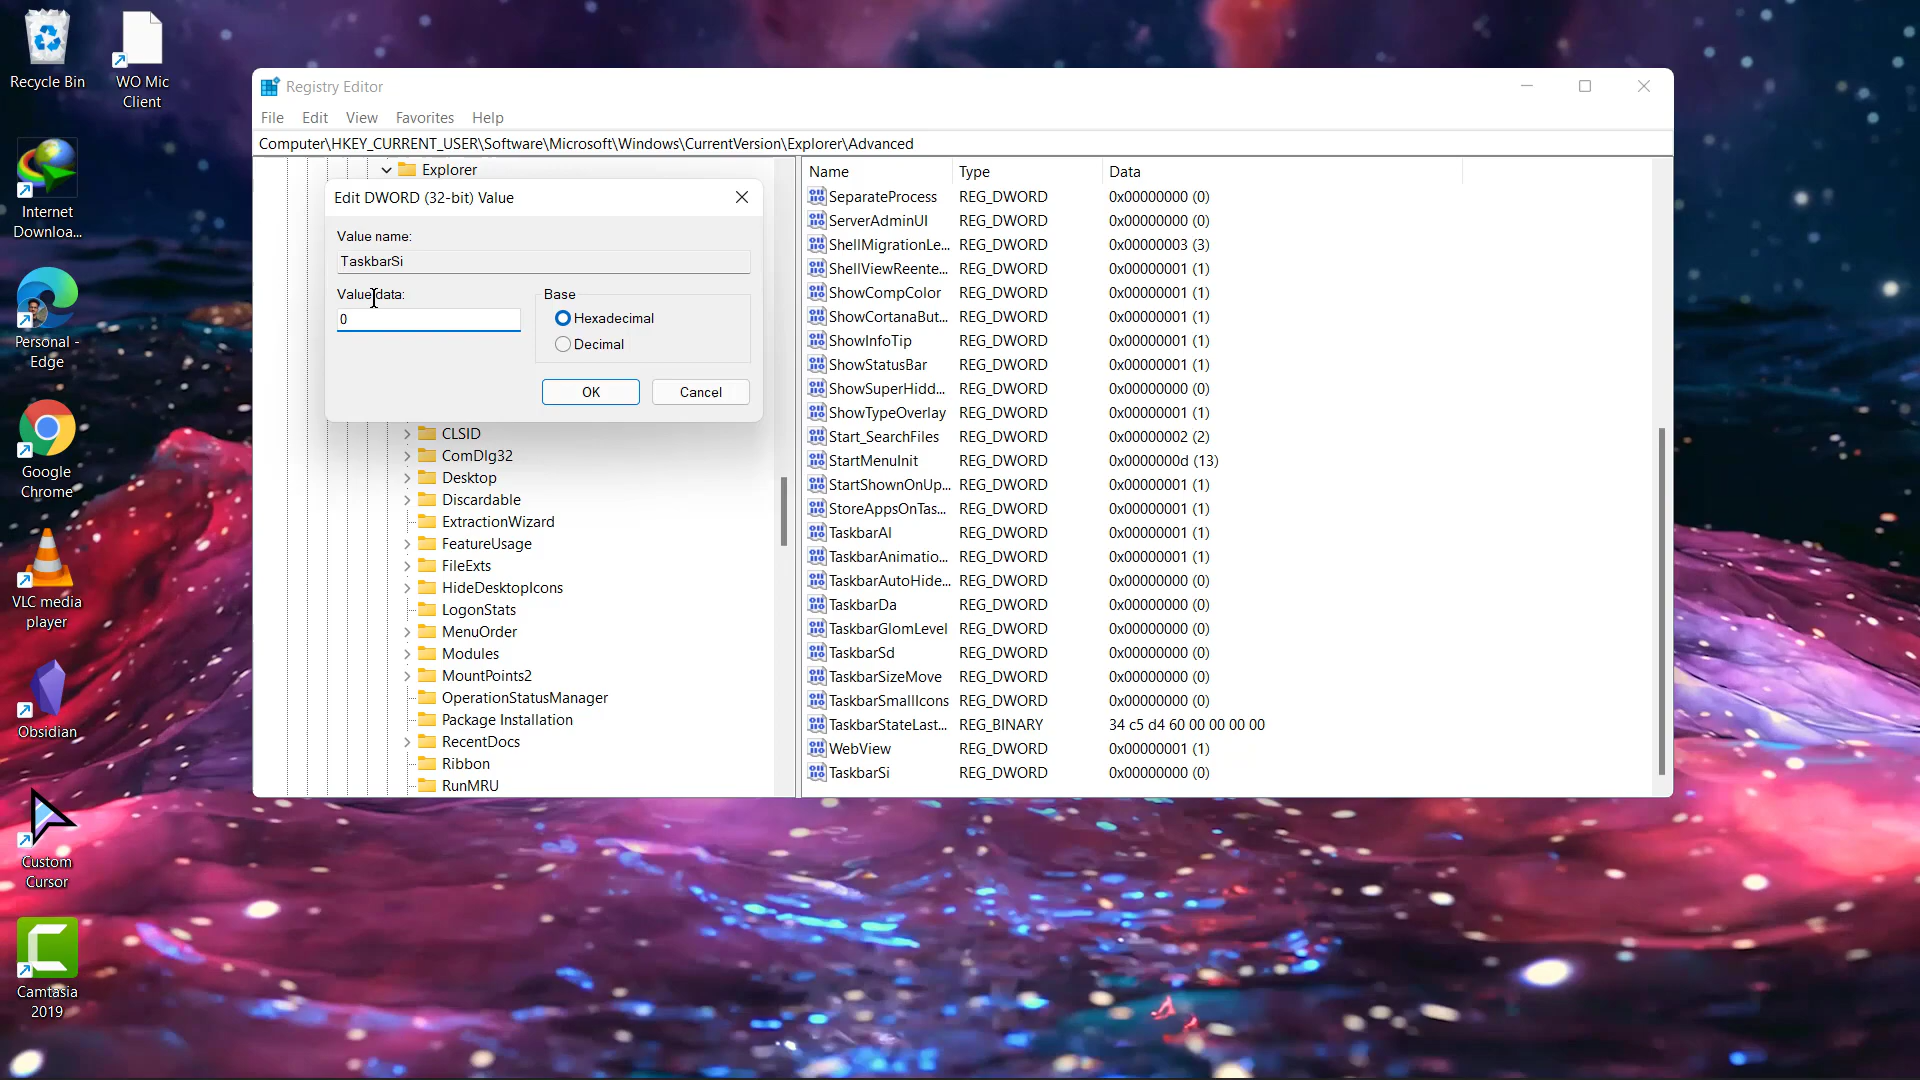 Recycle Bin
WO Mic
Client
Internet
Downloa...
Personal -
Edge
Google
Chrome
VLC media
player
Obsidian
Custom
Cursor
Camtasia
2019
Registry Editor
File Edit View Favorites Help
Computer\HKEY_CURRENT_USER\Software\Microsoft\Windows\CurrentVersion\Explorer\Advanced
Explorer
Edit DWORD (32-bit) Value
Value name:
TaskbarSi
Value data:
0
Base
Hexadecimal
Decimal
OK
Cancel
CLSID
ComDlg32
Desktop
Discardable
ExtractionWizard
FeatureUsage
FileExts
HideDesktopIcons
LogonStats
MenuOrder
Modules
MountPoints2
OperationStatusManager
Package Installation
RecentDocs
Ribbon
RunMRU
Name Type Data
SeparateProcess REG_DWORD 0x00000000 (0)
ServerAdminUI REG_DWORD 0x00000000 (0)
ShellMigrationLe... REG_DWORD 0x00000003 (3)
ShellViewReente... REG_DWORD 0x00000001 (1)
ShowCompColor REG_DWORD 0x00000001 (1)
ShowCortanaBut... REG_DWORD 0x00000001 (1)
ShowInfoTip REG_DWORD 0x00000001 (1)
ShowStatusBar REG_DWORD 0x00000001 (1)
ShowSuperHidd... REG_DWORD 0x00000000 (0)
ShowTypeOverlay REG_DWORD 0x00000001 (1)
Start_SearchFiles REG_DWORD 0x00000002 (2)
StartMenuInit REG_DWORD 0x0000000d (13)
StartShownOnUp... REG_DWORD 0x00000001 (1)
StoreAppsOnTas... REG_DWORD 0x00000001 (1)
TaskbarAl REG_DWORD 0x00000001 (1)
TaskbarAnimatio... REG_DWORD 0x00000001 (1)
TaskbarAutoHide... REG_DWORD 0x00000000 (0)
TaskbarDa REG_DWORD 0x00000000 (0)
TaskbarGlomLevel REG_DWORD 0x00000000 (0)
TaskbarSd REG_DWORD 0x00000000 (0)
TaskbarSizeMove REG_DWORD 0x00000000 (0)
TaskbarSmallIcons REG_DWORD 0x00000000 (0)
TaskbarStateLast... REG_BINARY 34 c5 d4 60 00 00 00 00
WebView REG_DWORD 0x00000001 (1)
TaskbarSi REG_DWORD 0x00000000 (0)